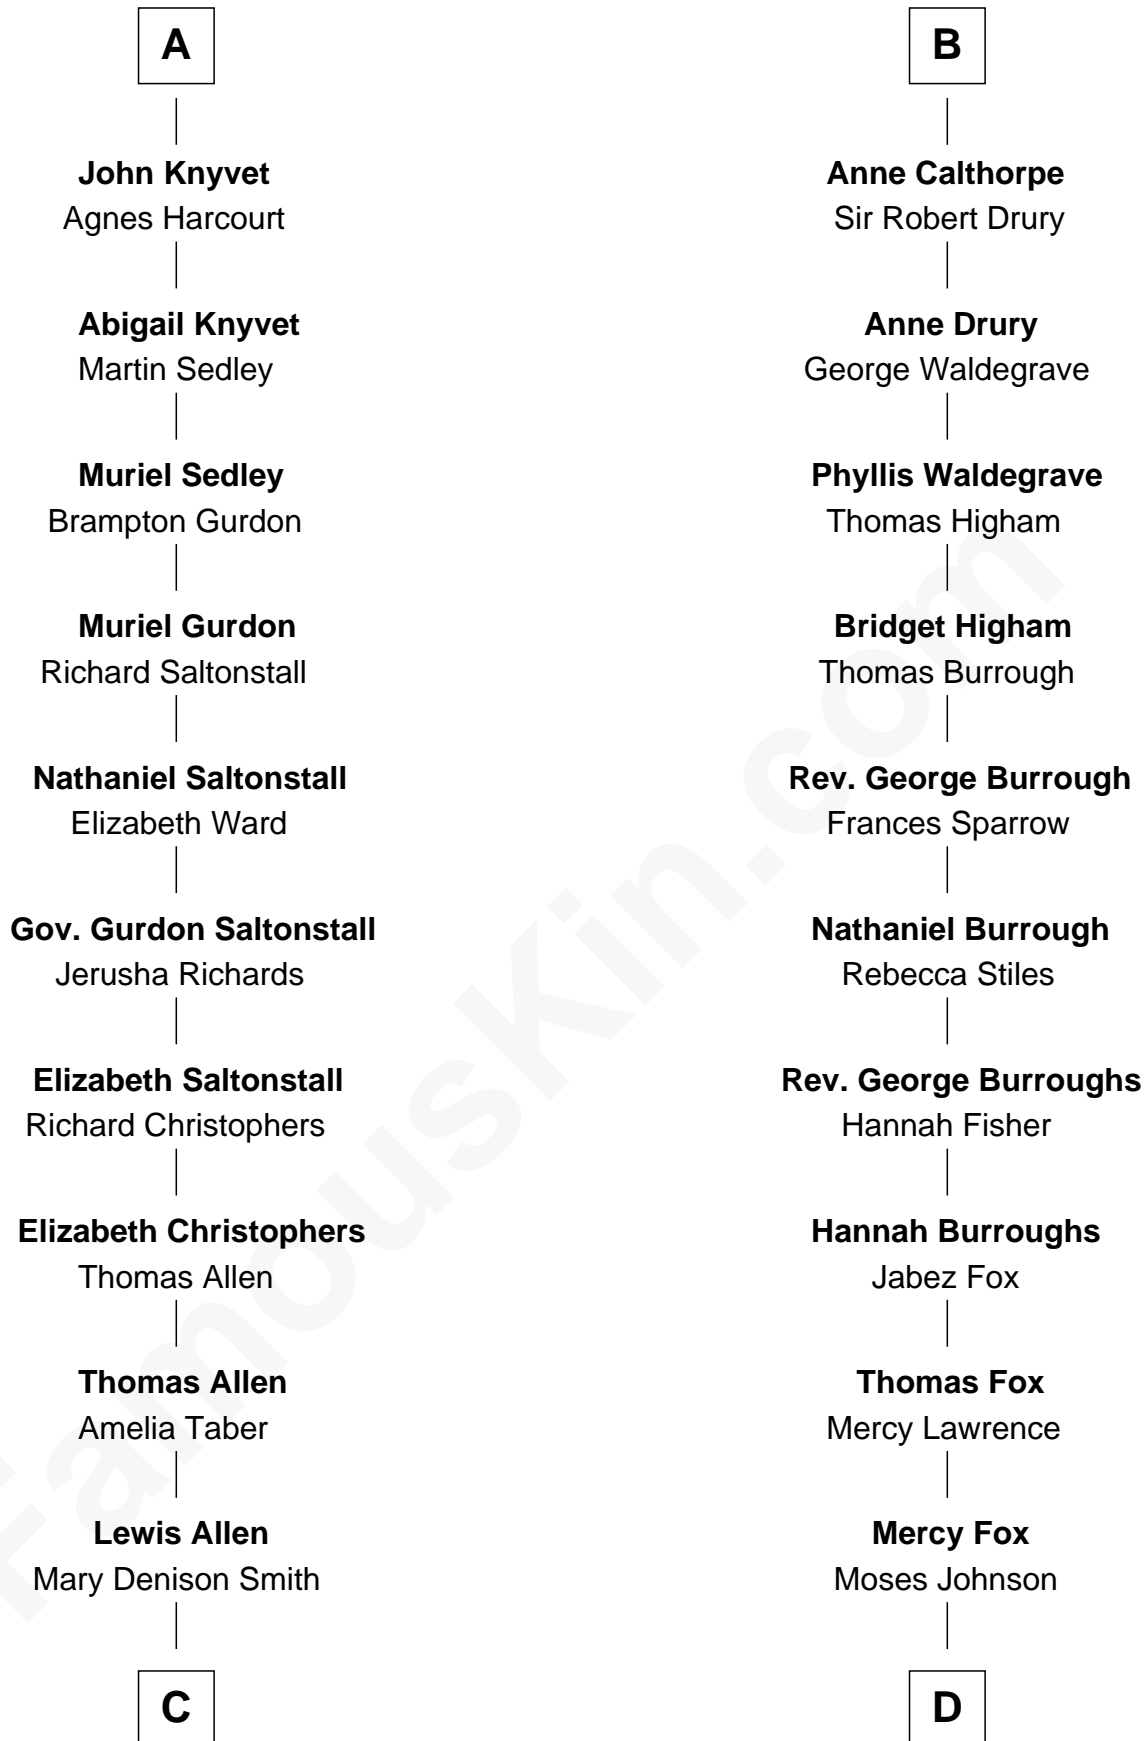 A
John Knyvet
Agnes Harcourt
Abigail Knyvet
Martin Sedley
Muriel Sedley
Brampton Gurdon
Muriel Gurdon
Richard Saltonstall
Nathaniel Saltonstall
Elizabeth Ward
Gov. Gurdon Saltonstall
Jerusha Richards
Elizabeth Saltonstall
Richard Christophers
Elizabeth Christophers
Thomas Allen
Thomas Allen
Amelia Taber
Lewis Allen
Mary Denison Smith
C
B
Anne Calthorpe
Sir Robert Drury
Anne Drury
George Waldegrave
Phyllis Waldegrave
Thomas Higham
Bridget Higham
Thomas Burrough
Rev. George Burrough
Frances Sparrow
Nathaniel Burrough
Rebecca Stiles
Rev. George Burroughs
Hannah Fisher
Hannah Burroughs
Jabez Fox
Thomas Fox
Mercy Lawrence
Mercy Fox
Moses Johnson
D
FamousKin.com